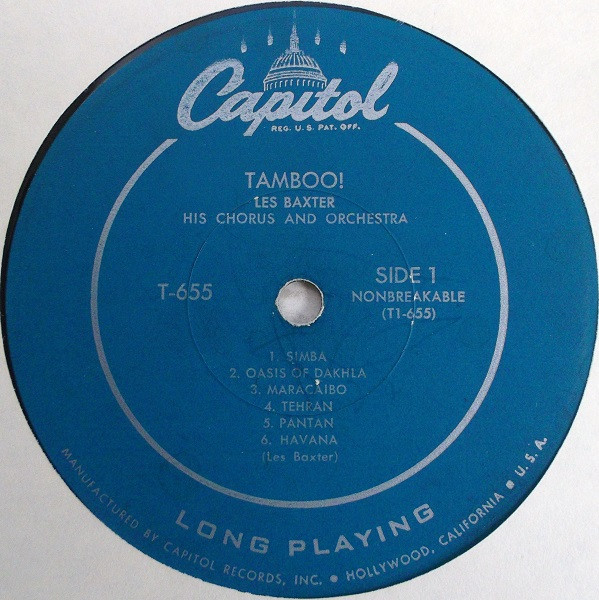 Capitol
REG. U.S. PAT. OFF.
TAMBOO!
LES BAXTER
HIS CHORUS AND ORCHESTRA
T-655
SIDE 1
NONBREAKABLE
(T1-655)
1. SIMBA
2. OASIS OF DAKHLA
3. MARACAIBO
4. TEHRAN
5. PANTAN
6. HAVANA
(Les Baxter)
LONG PLAYING
MANUFACTURED BY CAPITOL RECORDS, INC. • HOLLYWOOD, CALIFORNIA • U.S.A.